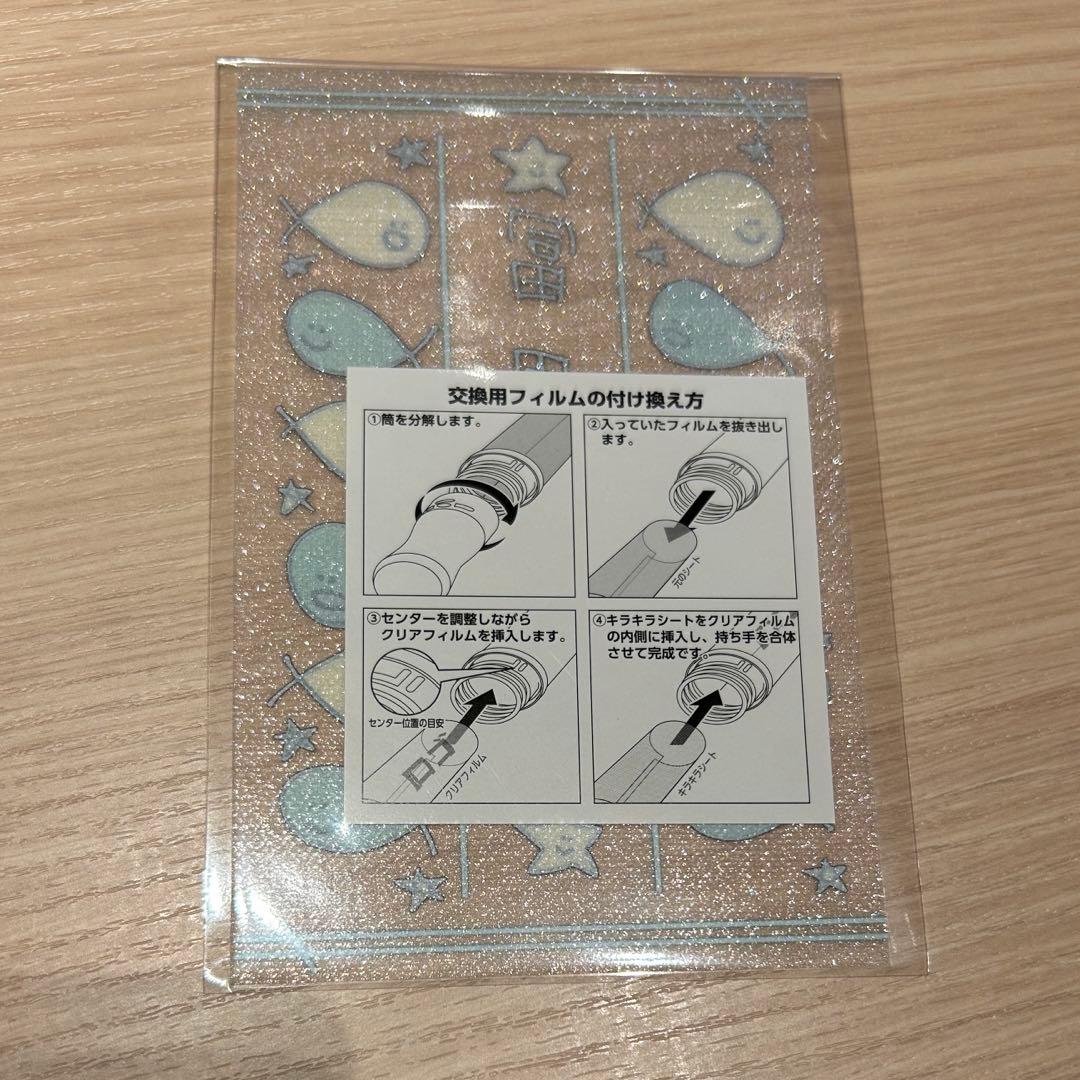 交換用フィルムの付け換え方
①筒を分解します。
②入っていたフィルムを抜き出し
ます。
元のシート
③センターを調整しながら
クリアフィルムを挿入します。
センター位置の目安
ロゴ
クリアフィルム
④キラキラシートをクリアフィルム
の内側に挿入し、持ち手を合体
させて完成です。
キラキラシート